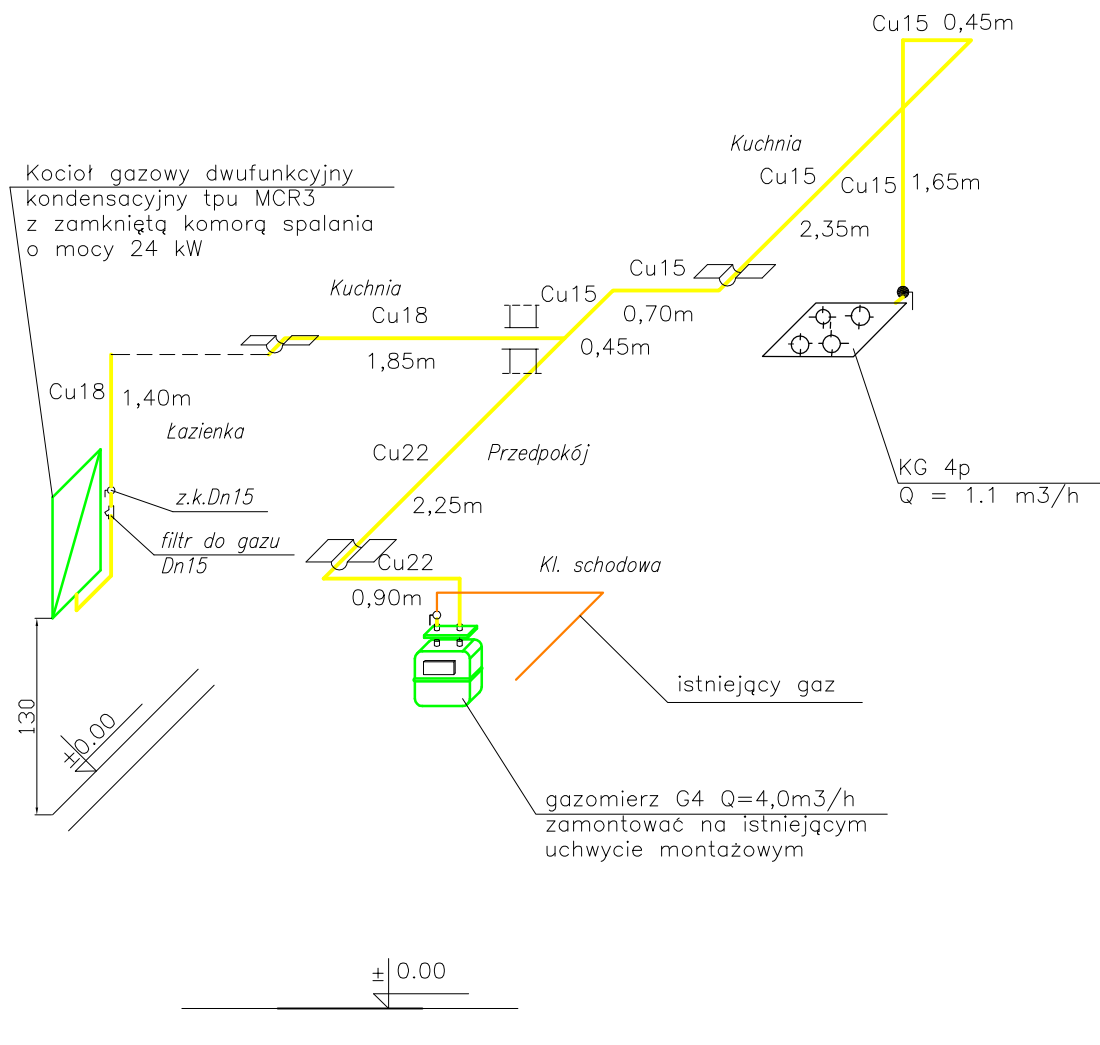 Cu15 0,45m
Kuchnia
Cu15
Cu15
1,65m
2,35m
Kocioł gazowy dwufunkcyjny
kondensacyjny tpu MCR3
z zamkniętą komorą spalania
o mocy 24 kW
Cu15
Kuchnia
Cu15
Cu18
0,70m
0,45m
1,85m
Cu18
1,40m
Łazienka
Cu22
Przedpokój
KG 4p
Q = 1.1 m3/h
z.k.Dn15
2,25m
filtr do gazu
Dn15
Cu22
Kl. schodowa
0,90m
istniejący gaz
130
±0.00
gazomierz G4 Q=4,0m3/h
zamontować na istniejącym
uchwycie montażowym
± 0.00